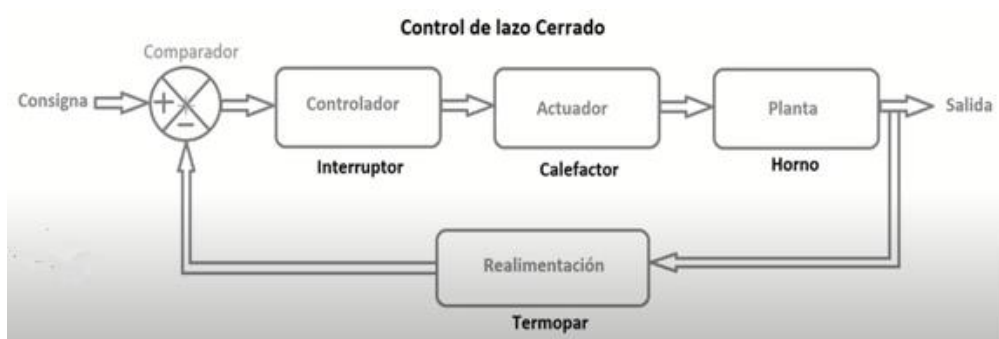 Control de lazo Cerrado
Comparador
Consigna
+
−
Controlador
Actuador
Planta
Salida
Interruptor
Calefactor
Horno
Realimentación
Termopar